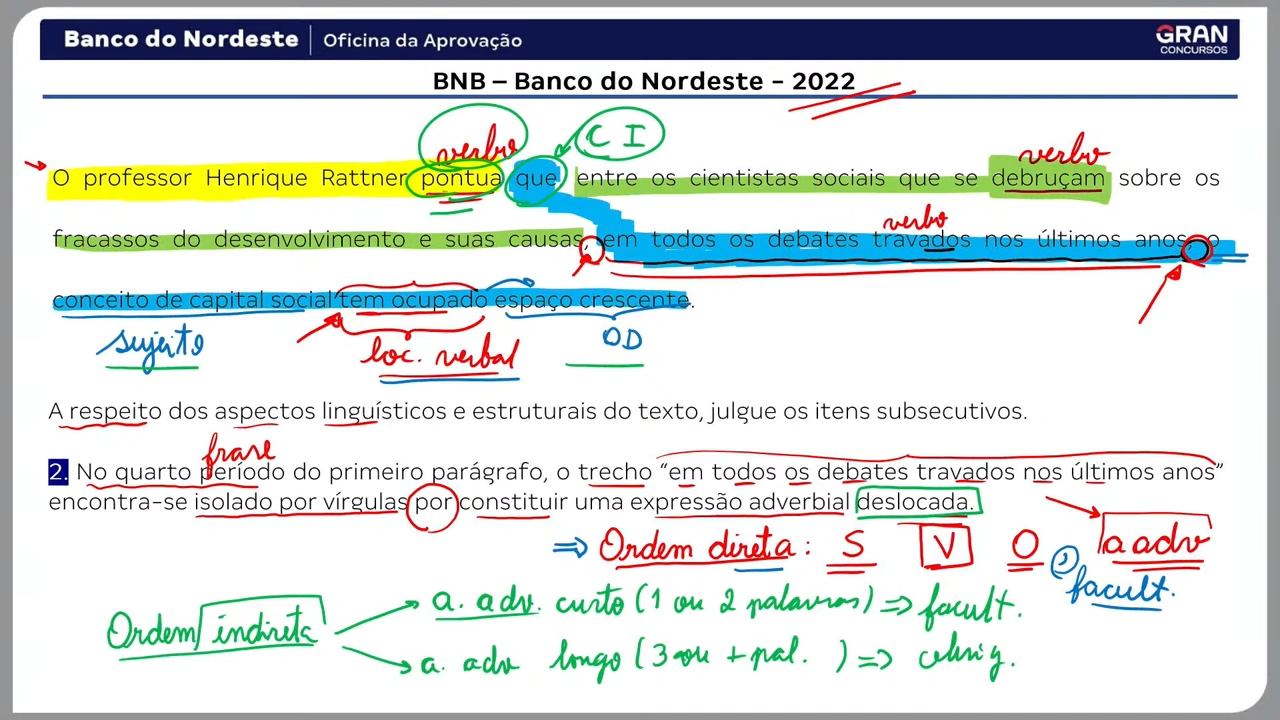 Banco do Nordeste | Oficina da Aprovação
GRAN
CONCURSOS
BNB – Banco do Nordeste - 2022
verbo
C I
verbo
O professor Henrique Rattner pontua que entre os cientistas sociais que se debruçam sobre os
verbo
fracassos do desenvolvimento e suas causas, em todos os debates travados nos últimos anos, o
conceito de capital social tem ocupado espaço crescente.
sujeito
OD
loc. verbal
A respeito dos aspectos linguísticos e estruturais do texto, julgue os itens subsecutivos.
frase
2. No quarto período do primeiro parágrafo, o trecho “em todos os debates travados nos últimos anos”
encontra-se isolado por vírgulas por constituir uma expressão adverbial deslocada.
⇒ Ordem direta: S V O a adv
(,) facult.
a. adv. curto (1 ou 2 palavras) ⇒ facult.
Ordem indireta
a. adv longo (3 ou + pal. ) ⇒ obrig.